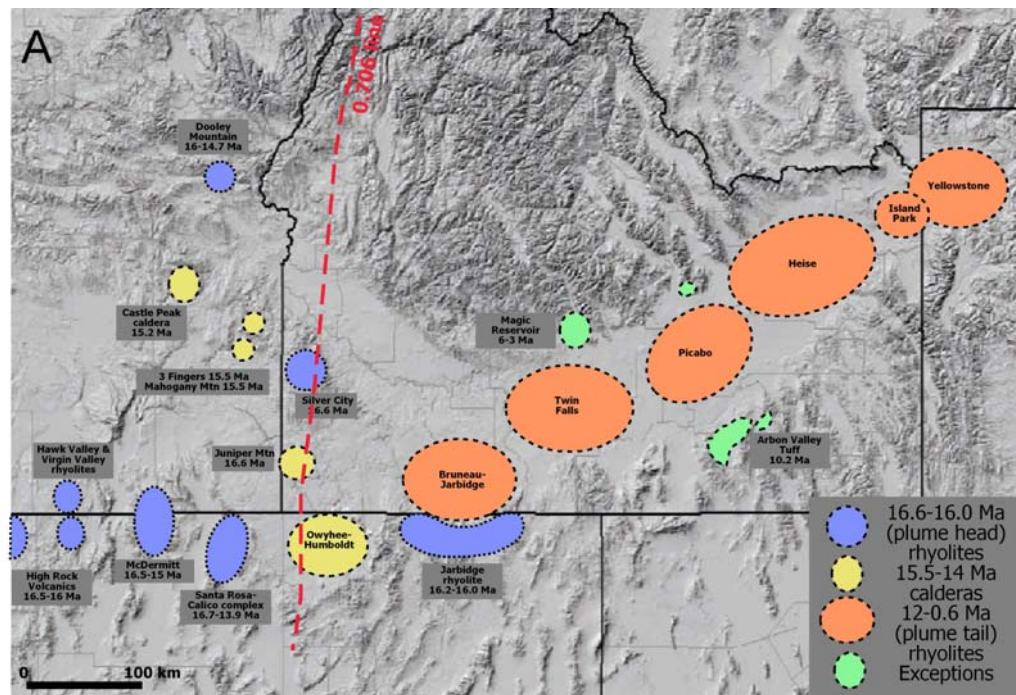 A
0.706 line
Dooley
Mountain
16-14.7 Ma
Yellowstone
Island
Park
Heise
Castle Peak
caldera
15.2 Ma
Magic
Reservoir
6-3 Ma
Picabo
3 Fingers 15.5 Ma
Mahogany Mtn 15.5 Ma
Silver City
16.6 Ma
Twin
Falls
Hawk Valley &
Virgin Valley
rhyolites
Juniper Mtn
16.6 Ma
Arbon Valley
Tuff
10.2 Ma
Bruneau-
Jarbidge
Owyhee-
Humboldt
High Rock
Volcanics
16.5-16 Ma
McDermitt
16.5-15 Ma
Santa Rosa-
Calico complex
16.7-13.9 Ma
Jarbidge
rhyolite
16.2-16.0 Ma
16.6-16.0 Ma
(plume head)
rhyolites
15.5-14 Ma
calderas
12-0.6 Ma
(plume tail)
rhyolites
Exceptions
0 100 km